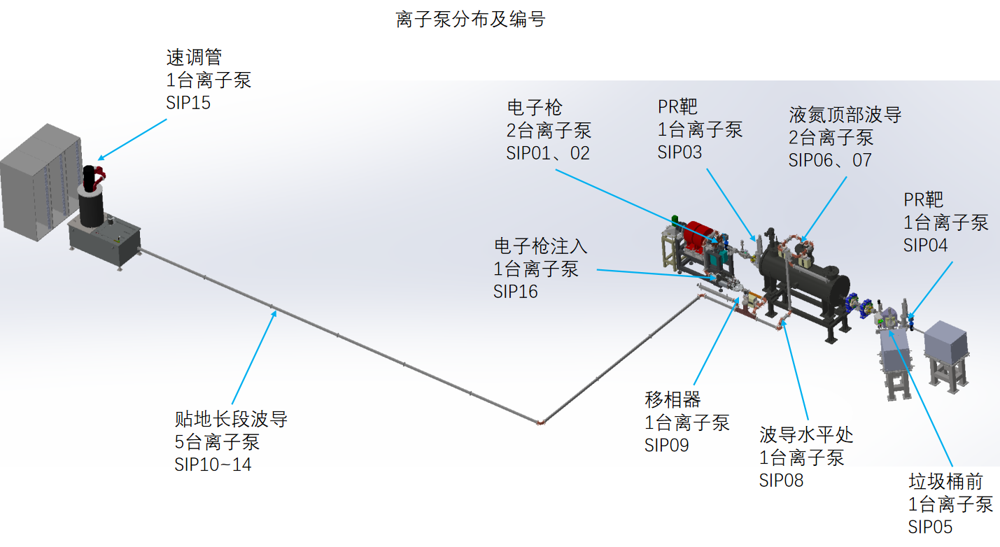 离子泵分布及编号
速调管
1台离子泵
SIP15
电子枪
2台离子泵
SIP01、02
PR靶
1台离子泵
SIP03
液氮顶部波导
2台离子泵
SIP06、07
PR靶
1台离子泵
SIP04
电子枪注入
1台离子泵
SIP16
贴地长段波导
5台离子泵
SIP10~14
移相器
1台离子泵
SIP09
波导水平处
1台离子泵
SIP08
垃圾桶前
1台离子泵
SIP05